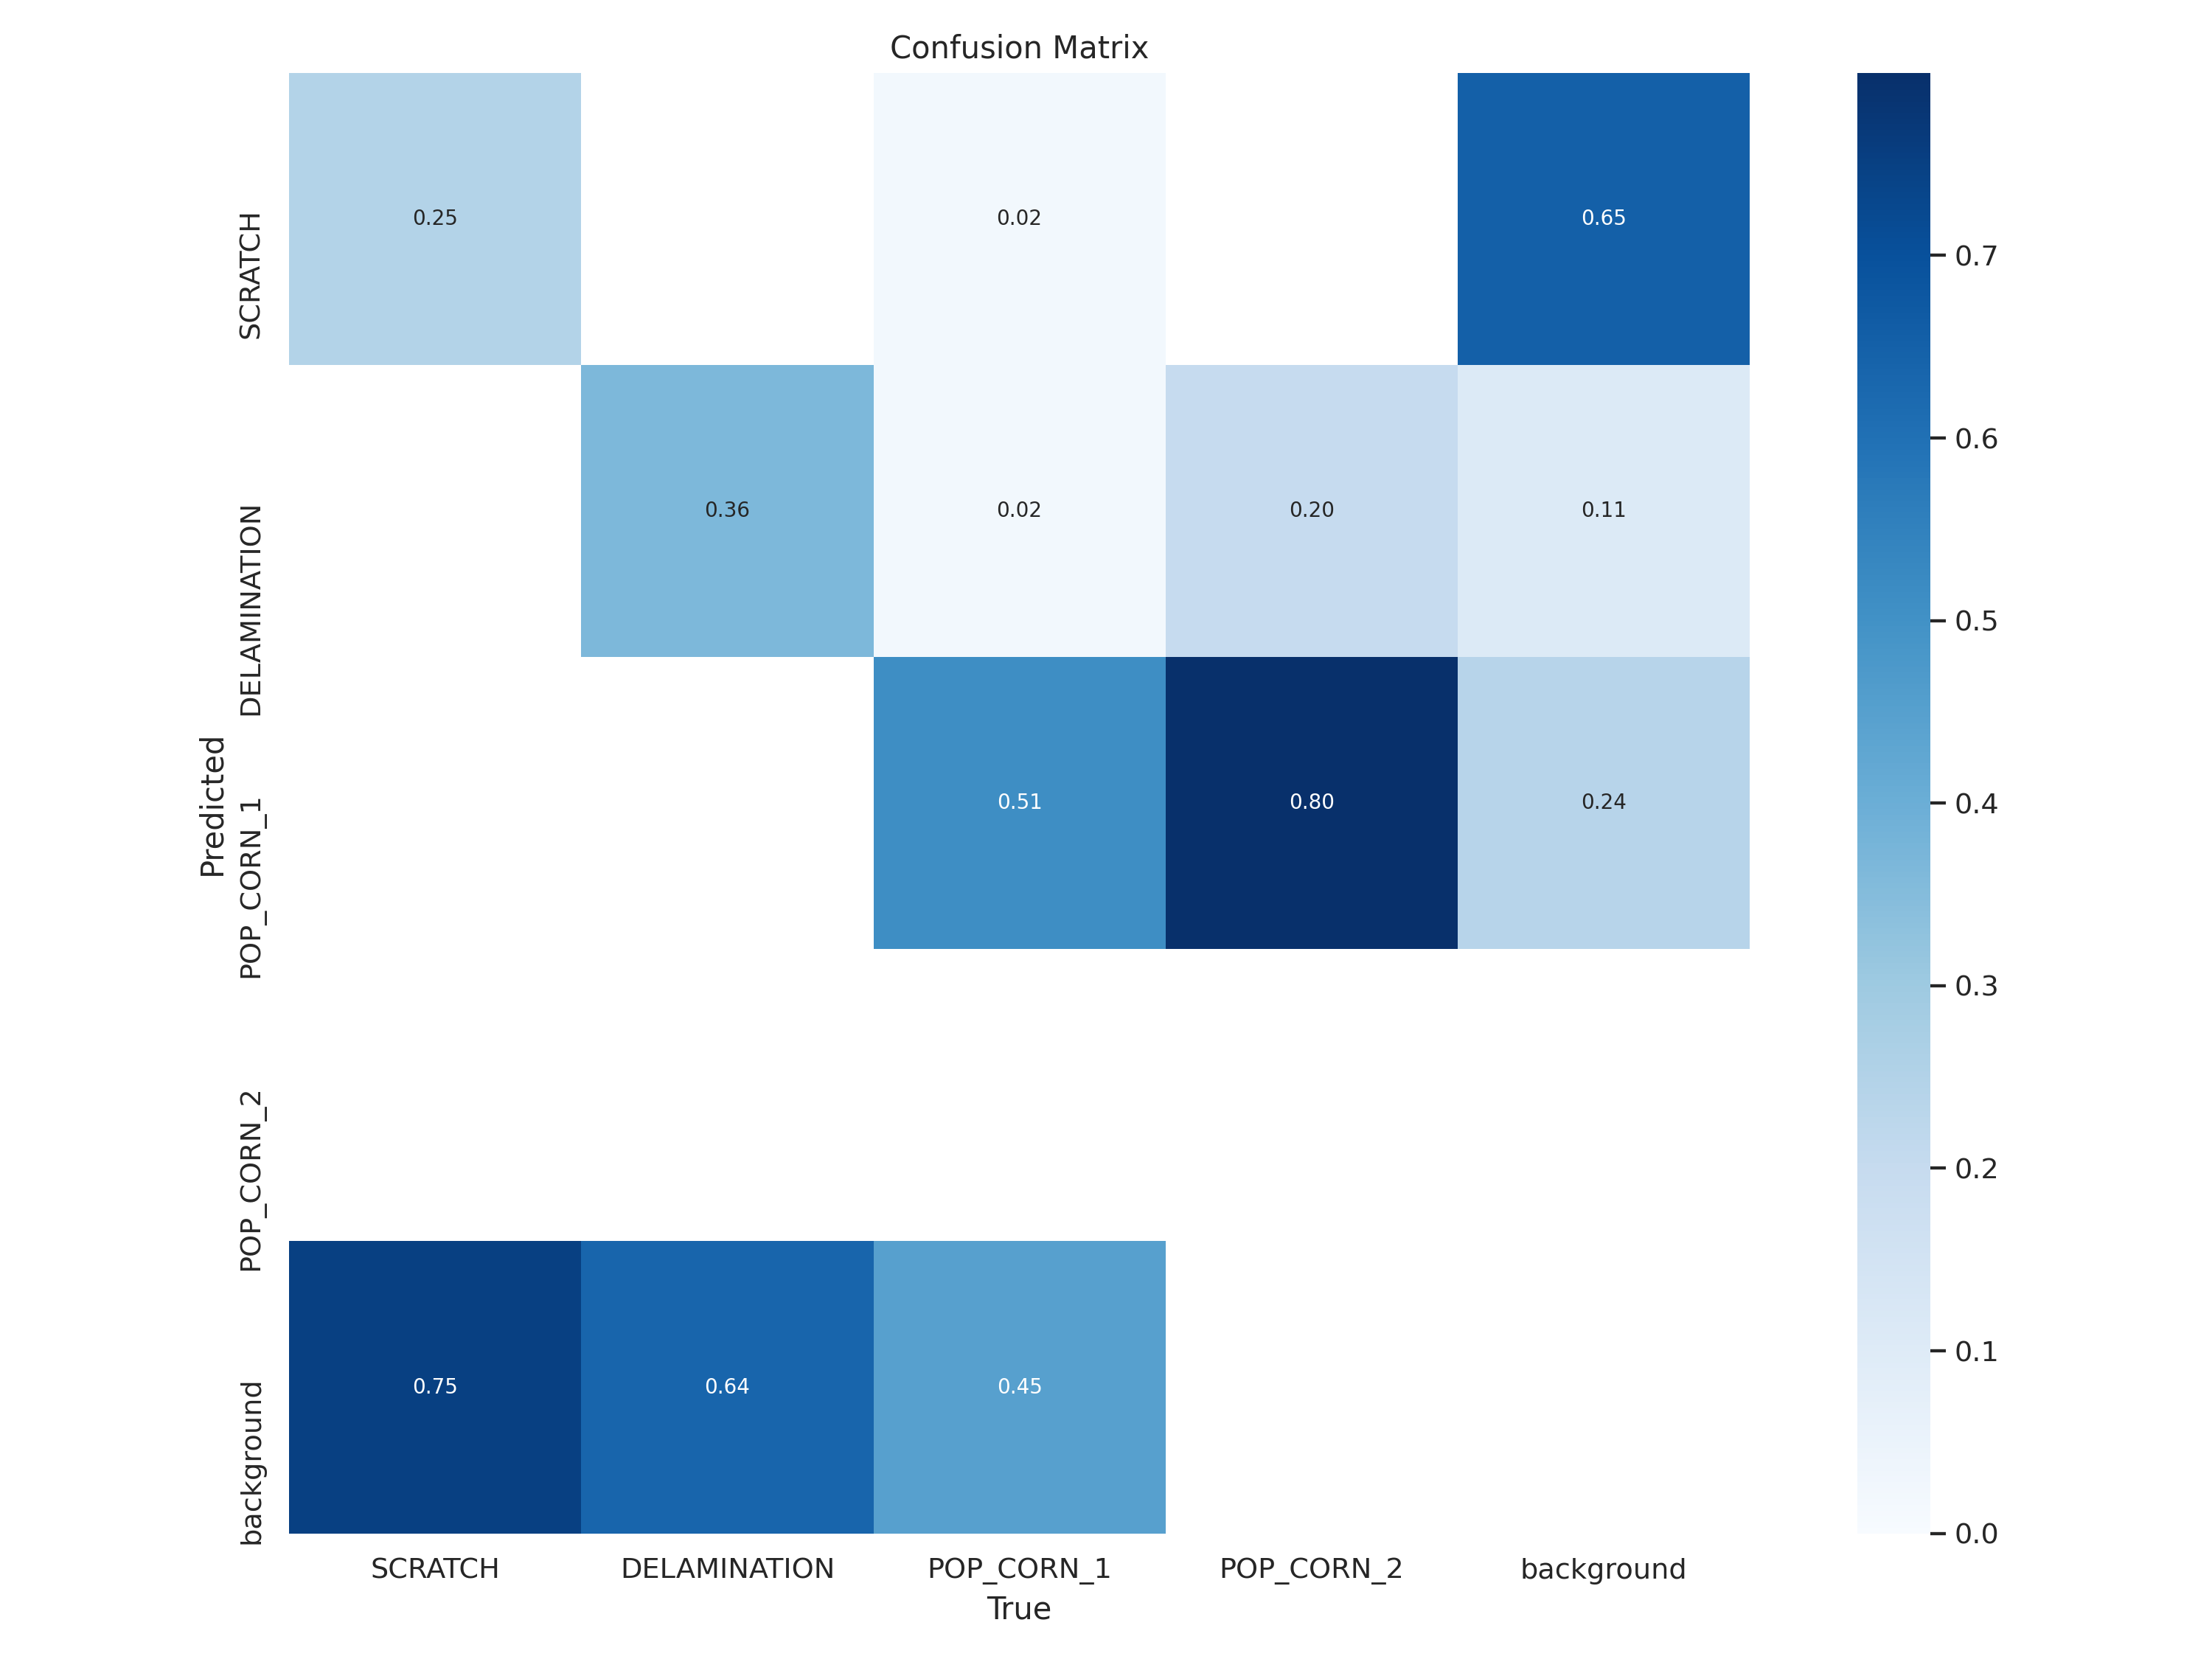 Confusion Matrix
SCRATCH
0.25
0.02
0.65
DELAMINATION
0.36
0.02
0.20
0.11
POP_CORN_1
0.51
0.80
0.24
POP_CORN_2
background
0.75
0.64
0.45
Predicted
SCRATCH
DELAMINATION
POP_CORN_1
POP_CORN_2
background
True
0.7
0.6
0.5
0.4
0.3
0.2
0.1
0.0